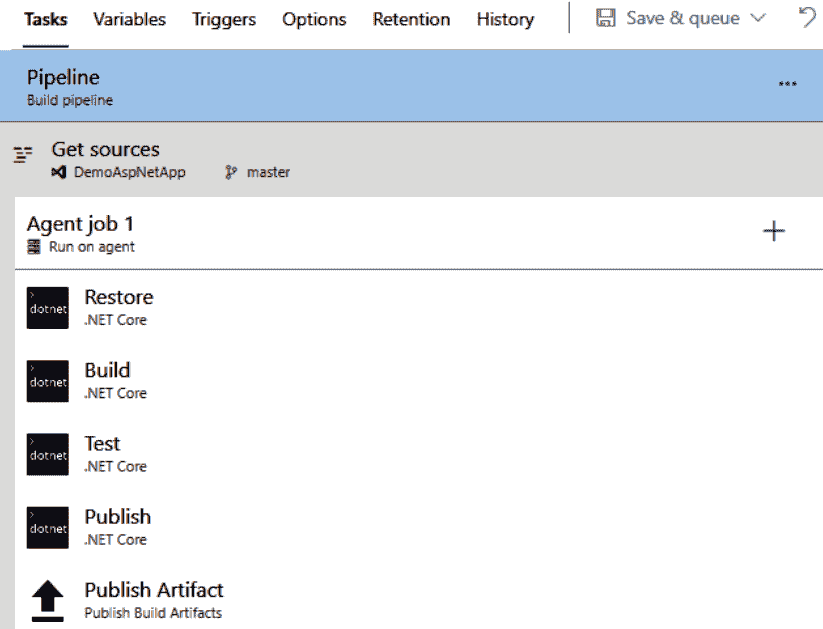 Tasks Variables Triggers Options Retention History Save & queue
Pipeline
...
Build pipeline
Get sources
DemoAspNetApp master
Agent job 1
Run on agent
Restore
dotnet
.NET Core
Build
dotnet
.NET Core
Test
dotnet
.NET Core
Publish
dotnet
.NET Core
Publish Artifact
Publish Build Artifacts